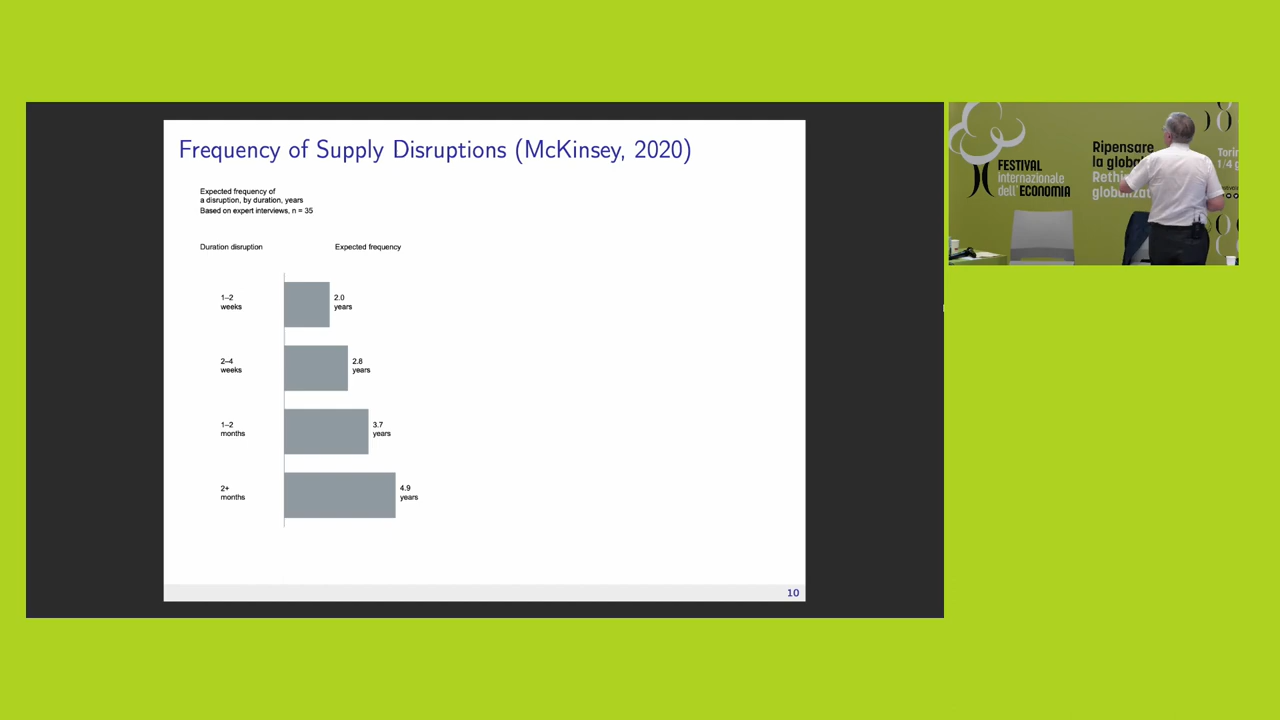 Frequency of Supply Disruptions (McKinsey, 2020)
Expected frequency of
a disruption, by duration, years
Based on expert interviews, n = 35
Duration disruption
Expected frequency
1–2
weeks
2.0
years
2–4
weeks
2.8
years
1–2
months
3.7
years
2+
months
4.9
years
10
FESTIVAL
internazionale
dell'ECONOMIA
Ripensare
la global
Rethi
globalizat
Torin
1/4 g